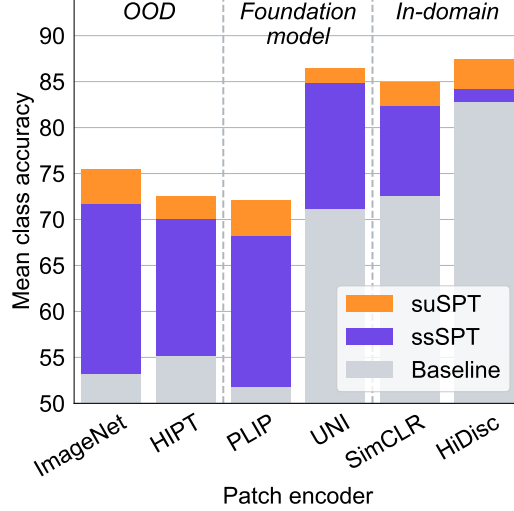 OOD
Foundation
model
In-domain
Mean class accuracy
90
85
80
75
70
65
60
55
50
suSPT
ssSPT
Baseline
ImageNet
HIPT
PLIP
UNI
SimCLR
HiDisc
Patch encoder